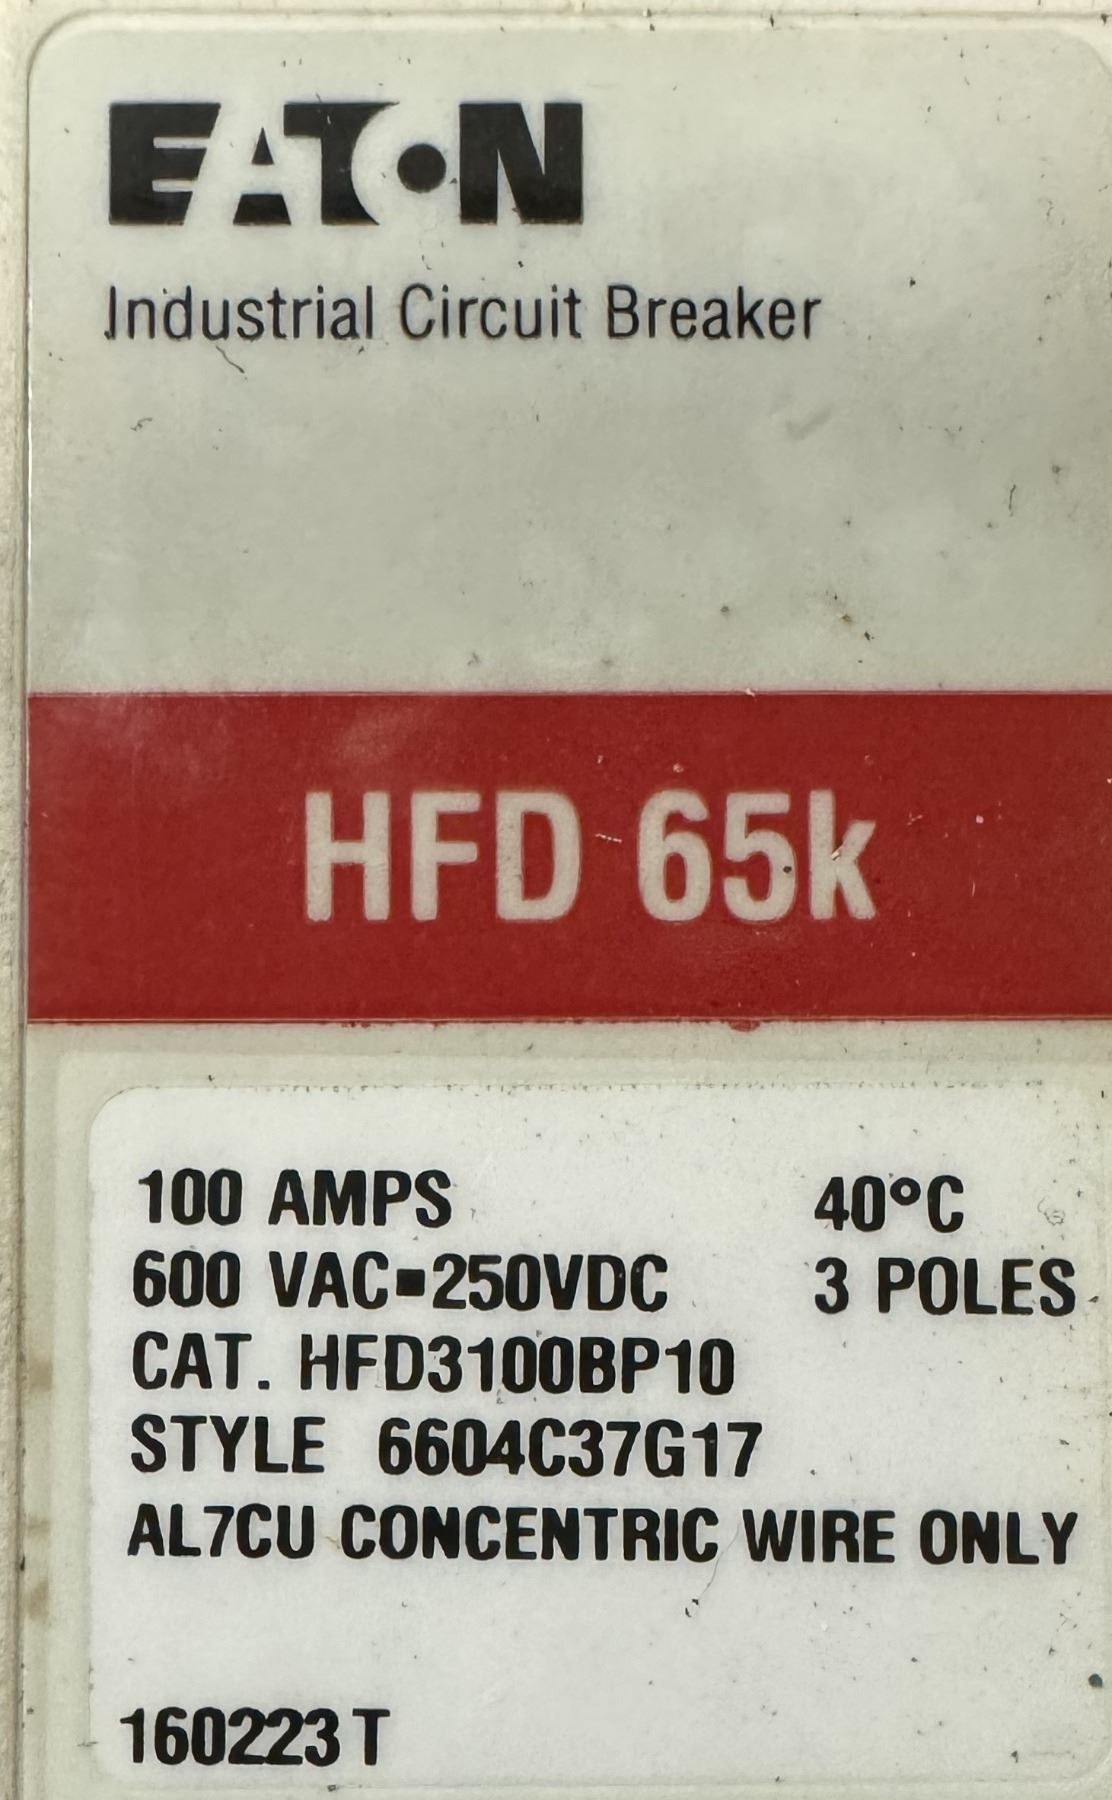 EATON
Industrial Circuit Breaker
HFD 65k
100 AMPS 40°C
600 VAC▪250VDC 3 POLES
CAT. HFD3100BP10
STYLE 6604C37G17
AL7CU CONCENTRIC WIRE ONLY
160223 T